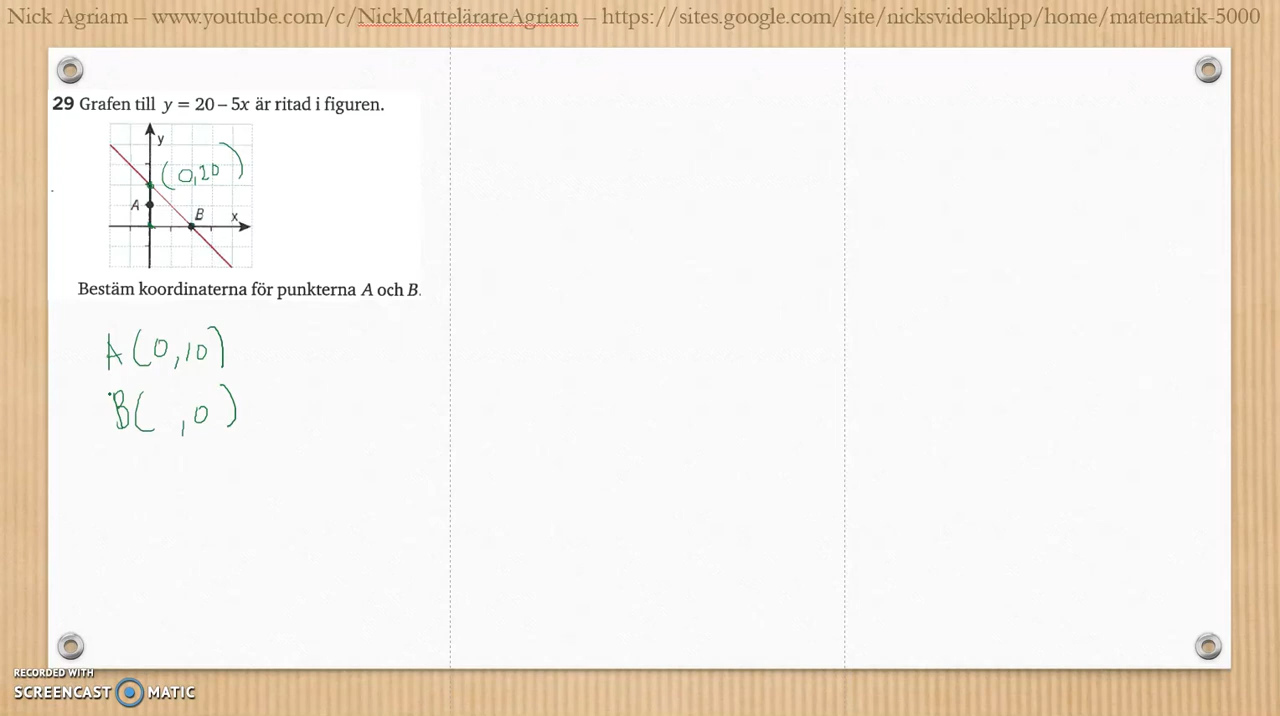 Nick Agriam – www.youtube.com/c/NickMattelärareAgriam – https://sites.google.com/site/nicksvideoklipp/home/matematik-5000
29 Grafen till y = 20 – 5x är ritad i figuren.
y
(0,20)
A
B
x
Bestäm koordinaterna för punkterna A och B.
A(0,10)
B( ,0)
RECORDED WITH
SCREENCAST MATIC